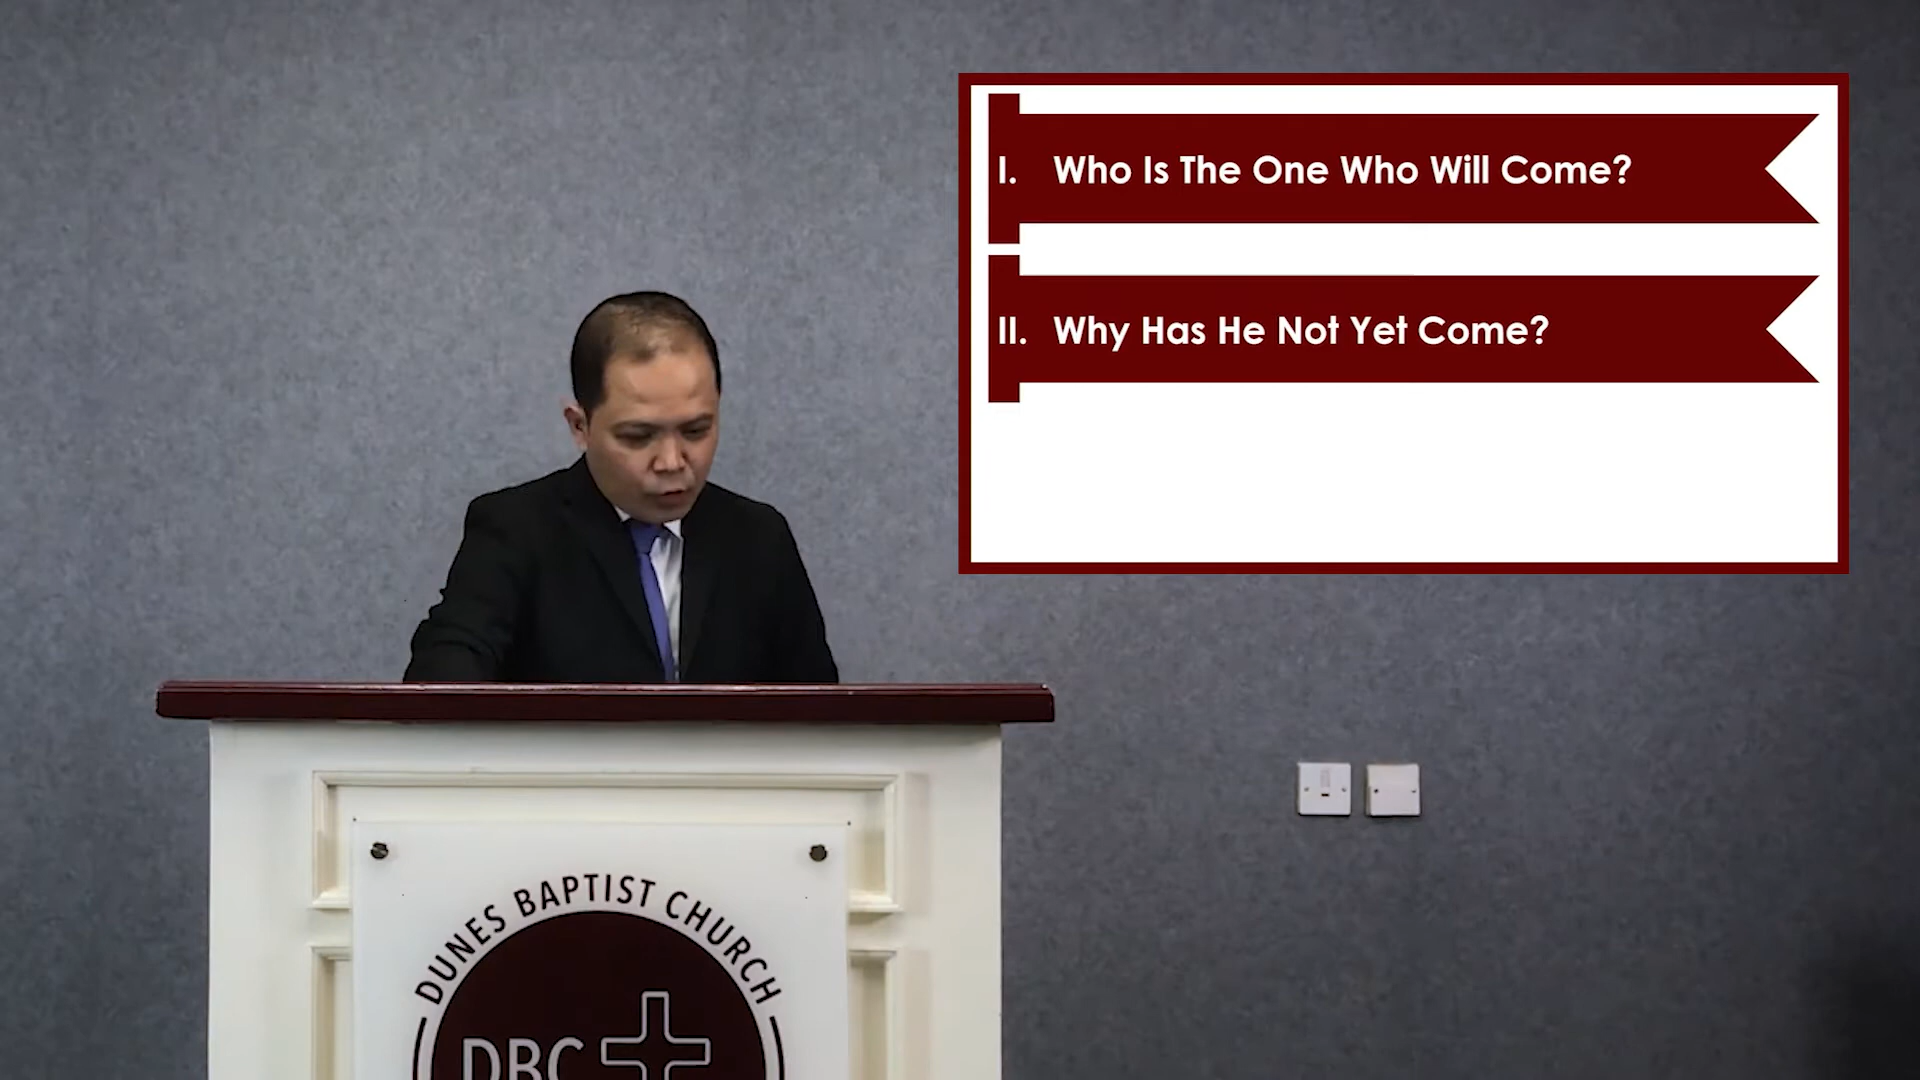 I. Who Is The One Who Will Come?
II. Why Has He Not Yet Come?
DUNES BAPTIST CHURCH
DBC